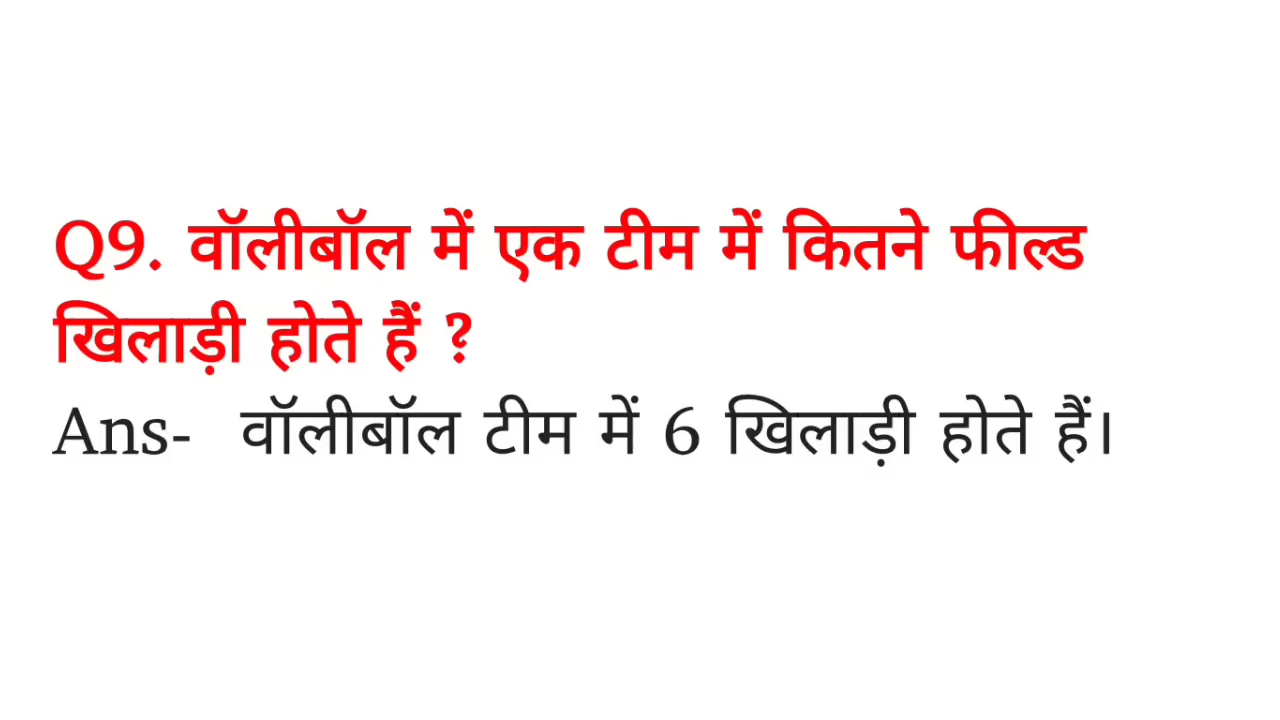 Q9. वॉलीबॉल में एक टीम में कितने फील्ड
खिलाड़ी होते हैं ?
Ans- वॉलीबॉल टीम में 6 खिलाड़ी होते हैं।